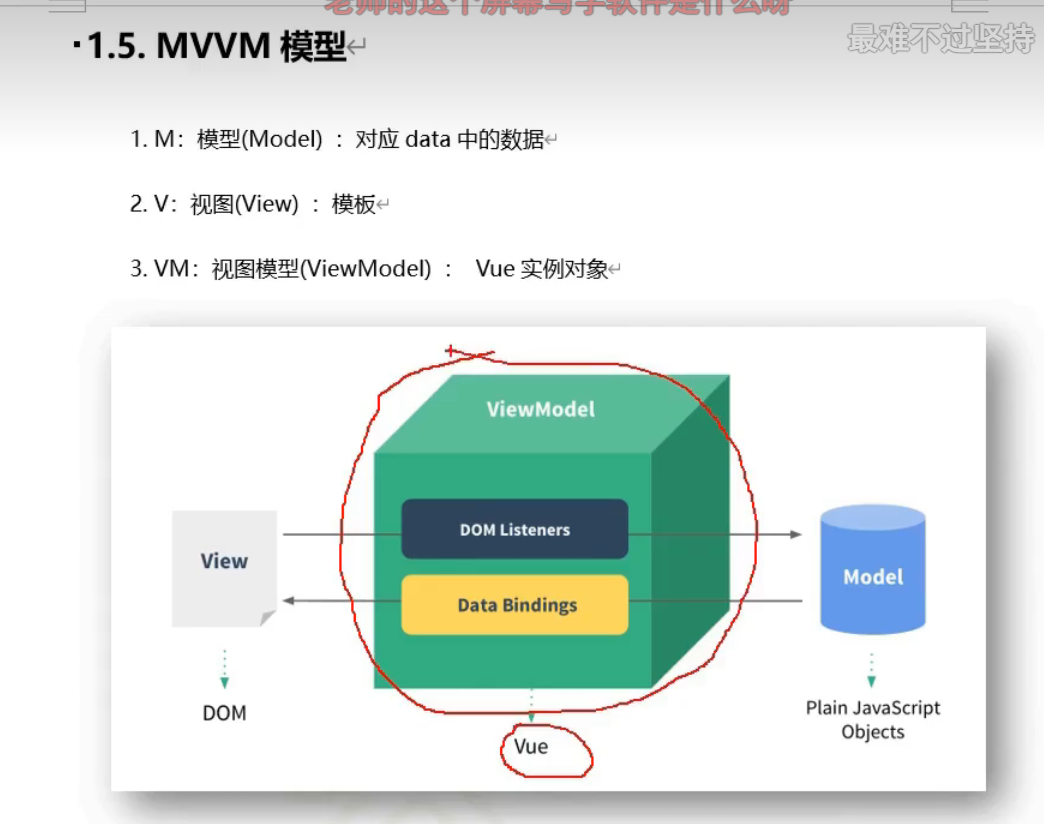 老师的这个屏幕写字软件是什么呀
最难不过坚持
·1.5. MVVM 模型↵
1. M：模型(Model) ：对应 data 中的数据↵
2. V：视图(View) ：模板↵
3. VM：视图模型(ViewModel) ： Vue 实例对象↵
ViewModel
DOM Listeners
View
Model
Data Bindings
DOM
Plain JavaScript
Objects
Vue